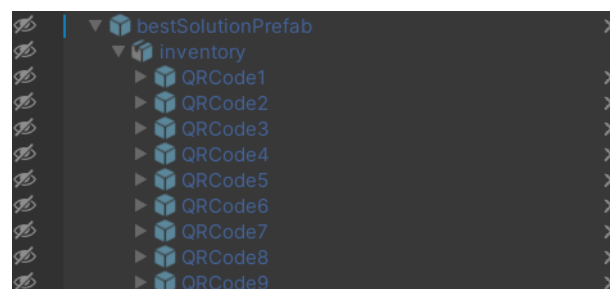 bestSolutionPrefab
inventory
QRCode1
QRCode2
QRCode3
QRCode4
QRCode5
QRCode6
QRCode7
QRCode8
QRCode9